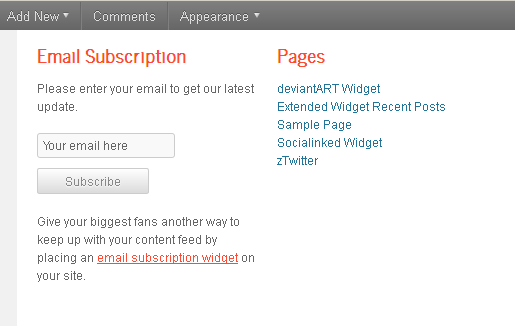 Add New Comments Appearance
Email Subscription
Please enter your email to get our latest
update.
Your email here
Subscribe
Give your biggest fans another way to
keep up with your content feed by
placing an email subscription widget on
your site.
Pages
deviantART Widget
Extended Widget Recent Posts
Sample Page
Socialinked Widget
zTwitter